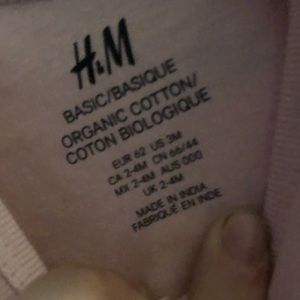 H&M
BASIC/BASIQUE
ORGANIC COTTON/
COTON BIOLOGIQUE
EUR 62 US 3M
CA 2-4M CN 66/44
MX 2-4M AUS 000
UK 2-4M
MADE IN INDIA
FABRIQUÉ EN INDE